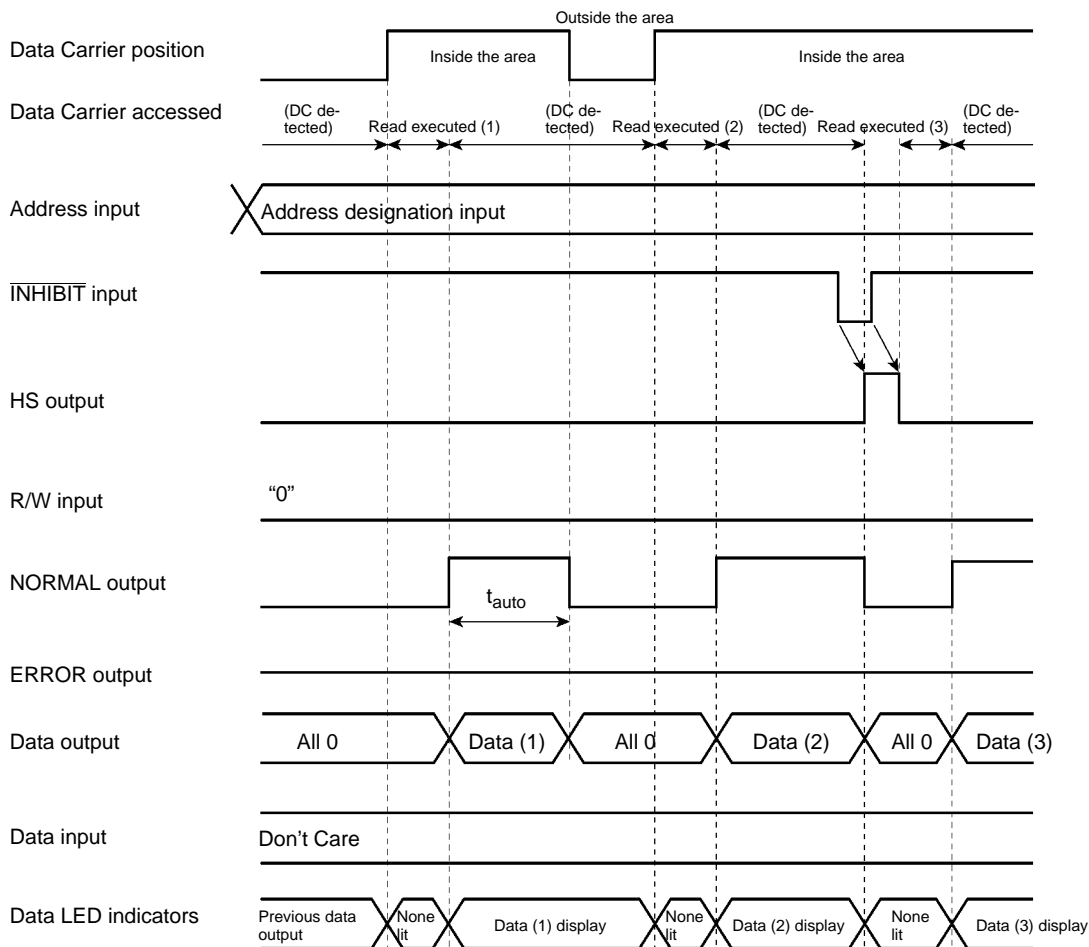 Outside the area
Data Carrier position
Inside the area
Inside the area
Data Carrier accessed
(DC de-
tected)
Read executed (1)
(DC de-
tected)
Read executed (2)
(DC de-
tected)
Read executed (3)
(DC de-
tected)
Address input
Address designation input
INHIBIT input
HS output
R/W input
“0”
NORMAL output
tauto
ERROR output
Data output
All 0
Data (1)
All 0
Data (2)
All 0
Data (3)
Data input
Don’t Care
Data LED indicators
Previous data
output
None
lit
Data (1) display
None
lit
Data (2) display
None
lit
Data (3) display